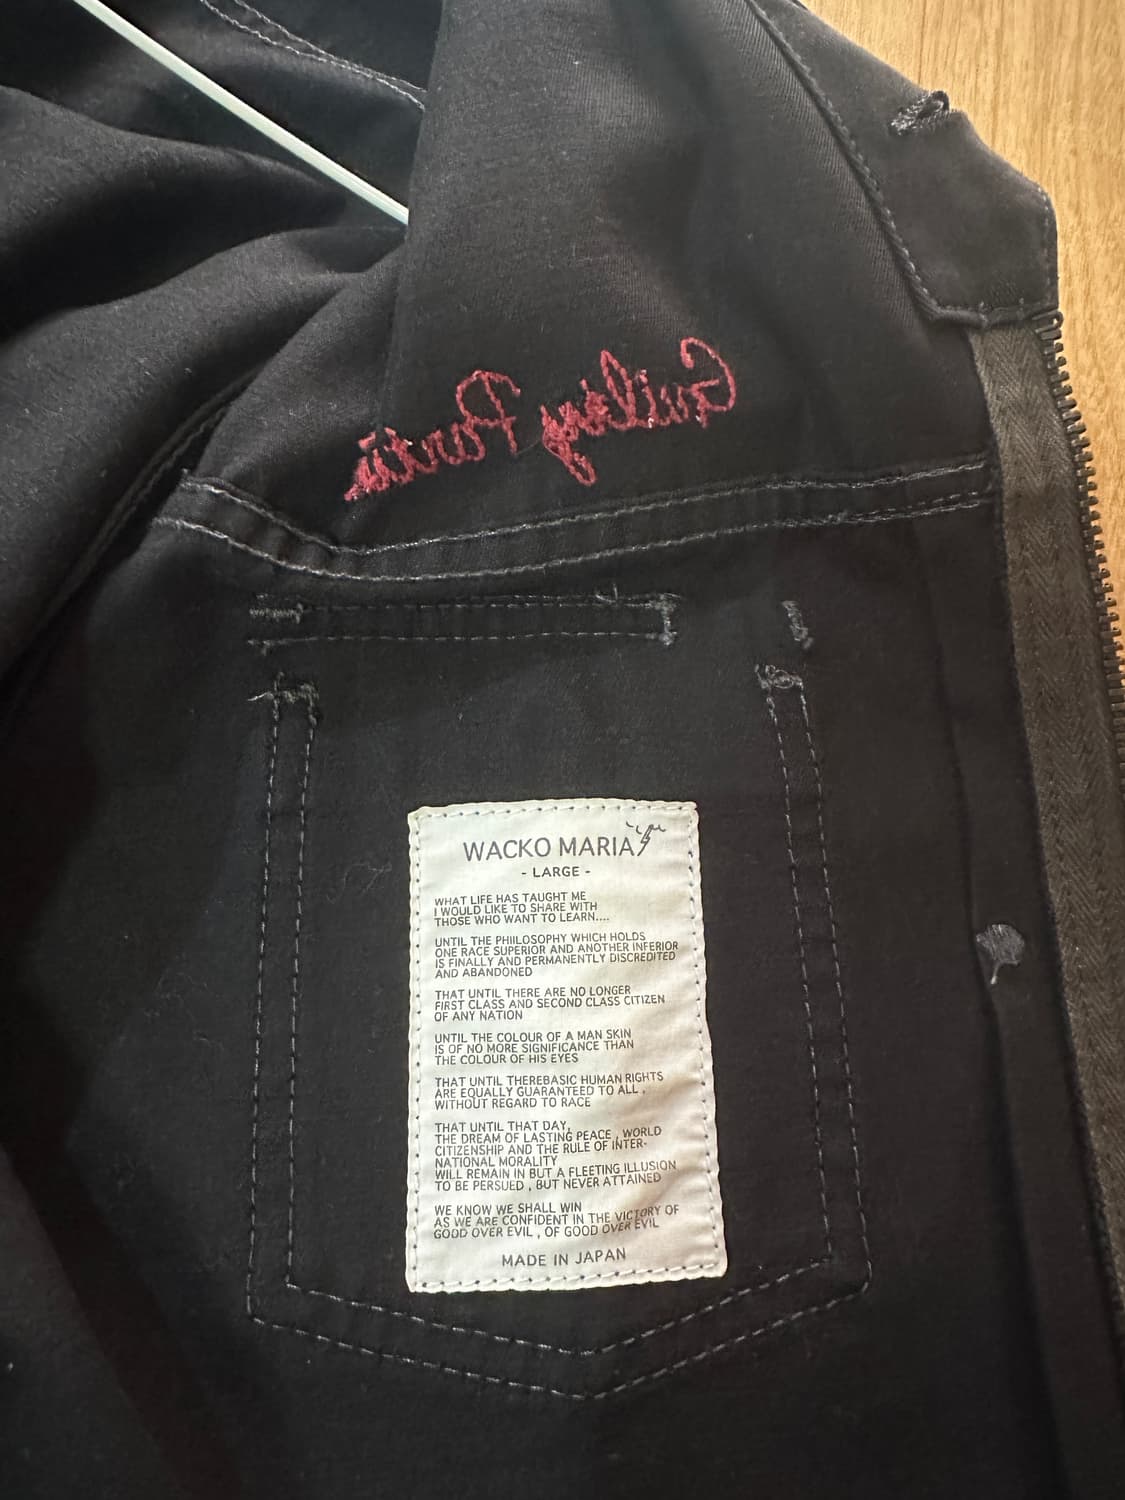 Guilty Parties
WACKO MARIA
- LARGE -
WHAT LIFE HAS TAUGHT ME
I WOULD LIKE TO SHARE WITH
THOSE WHO WANT TO LEARN....
UNTIL THE PHIILOSOPHY WHICH HOLDS
ONE RACE SUPERIOR AND ANOTHER INFERIOR
IS FINALLY AND PERMANENTLY DISCREDITED
AND ABANDONED
THAT UNTIL THERE ARE NO LONGER
FIRST CLASS AND SECOND CLASS CITIZEN
OF ANY NATION
UNTIL THE COLOUR OF A MAN SKIN
IS OF NO MORE SIGNIFICANCE THAN
THE COLOUR OF HIS EYES
THAT UNTIL THEREBASIC HUMAN RIGHTS
ARE EQUALLY GUARANTEED TO ALL ,
WITHOUT REGARD TO RACE
THAT UNTIL THAT DAY,
THE DREAM OF LASTING PEACE , WORLD
CITIZENSHIP AND THE RULE OF INTER-
NATIONAL MORALITY
WILL REMAIN IN BUT A FLEETING ILLUSION
TO BE PERSUED , BUT NEVER ATTAINED
WE KNOW WE SHALL WIN
AS WE ARE CONFIDENT IN THE VICTORY OF
GOOD OVER EVIL , OF GOOD OVER EVIL
MADE IN JAPAN